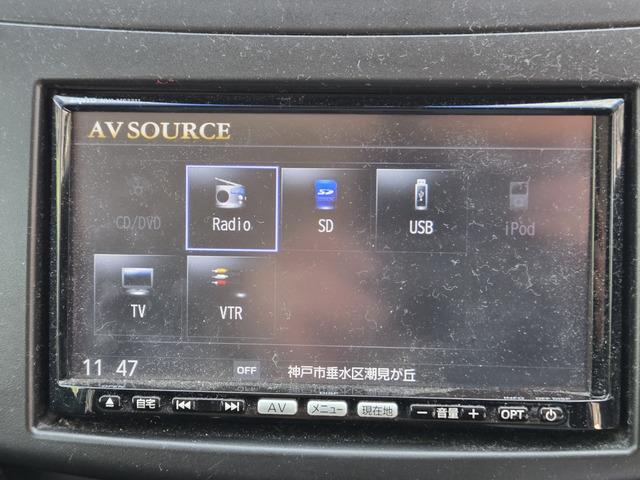 AV SOURCE
CD/DVD Radio SD USB iPod
TV VTR
11 47 OFF 神戸市垂水区潮見が丘
自宅 AV メニュー 現在地 − 音量 + OPT